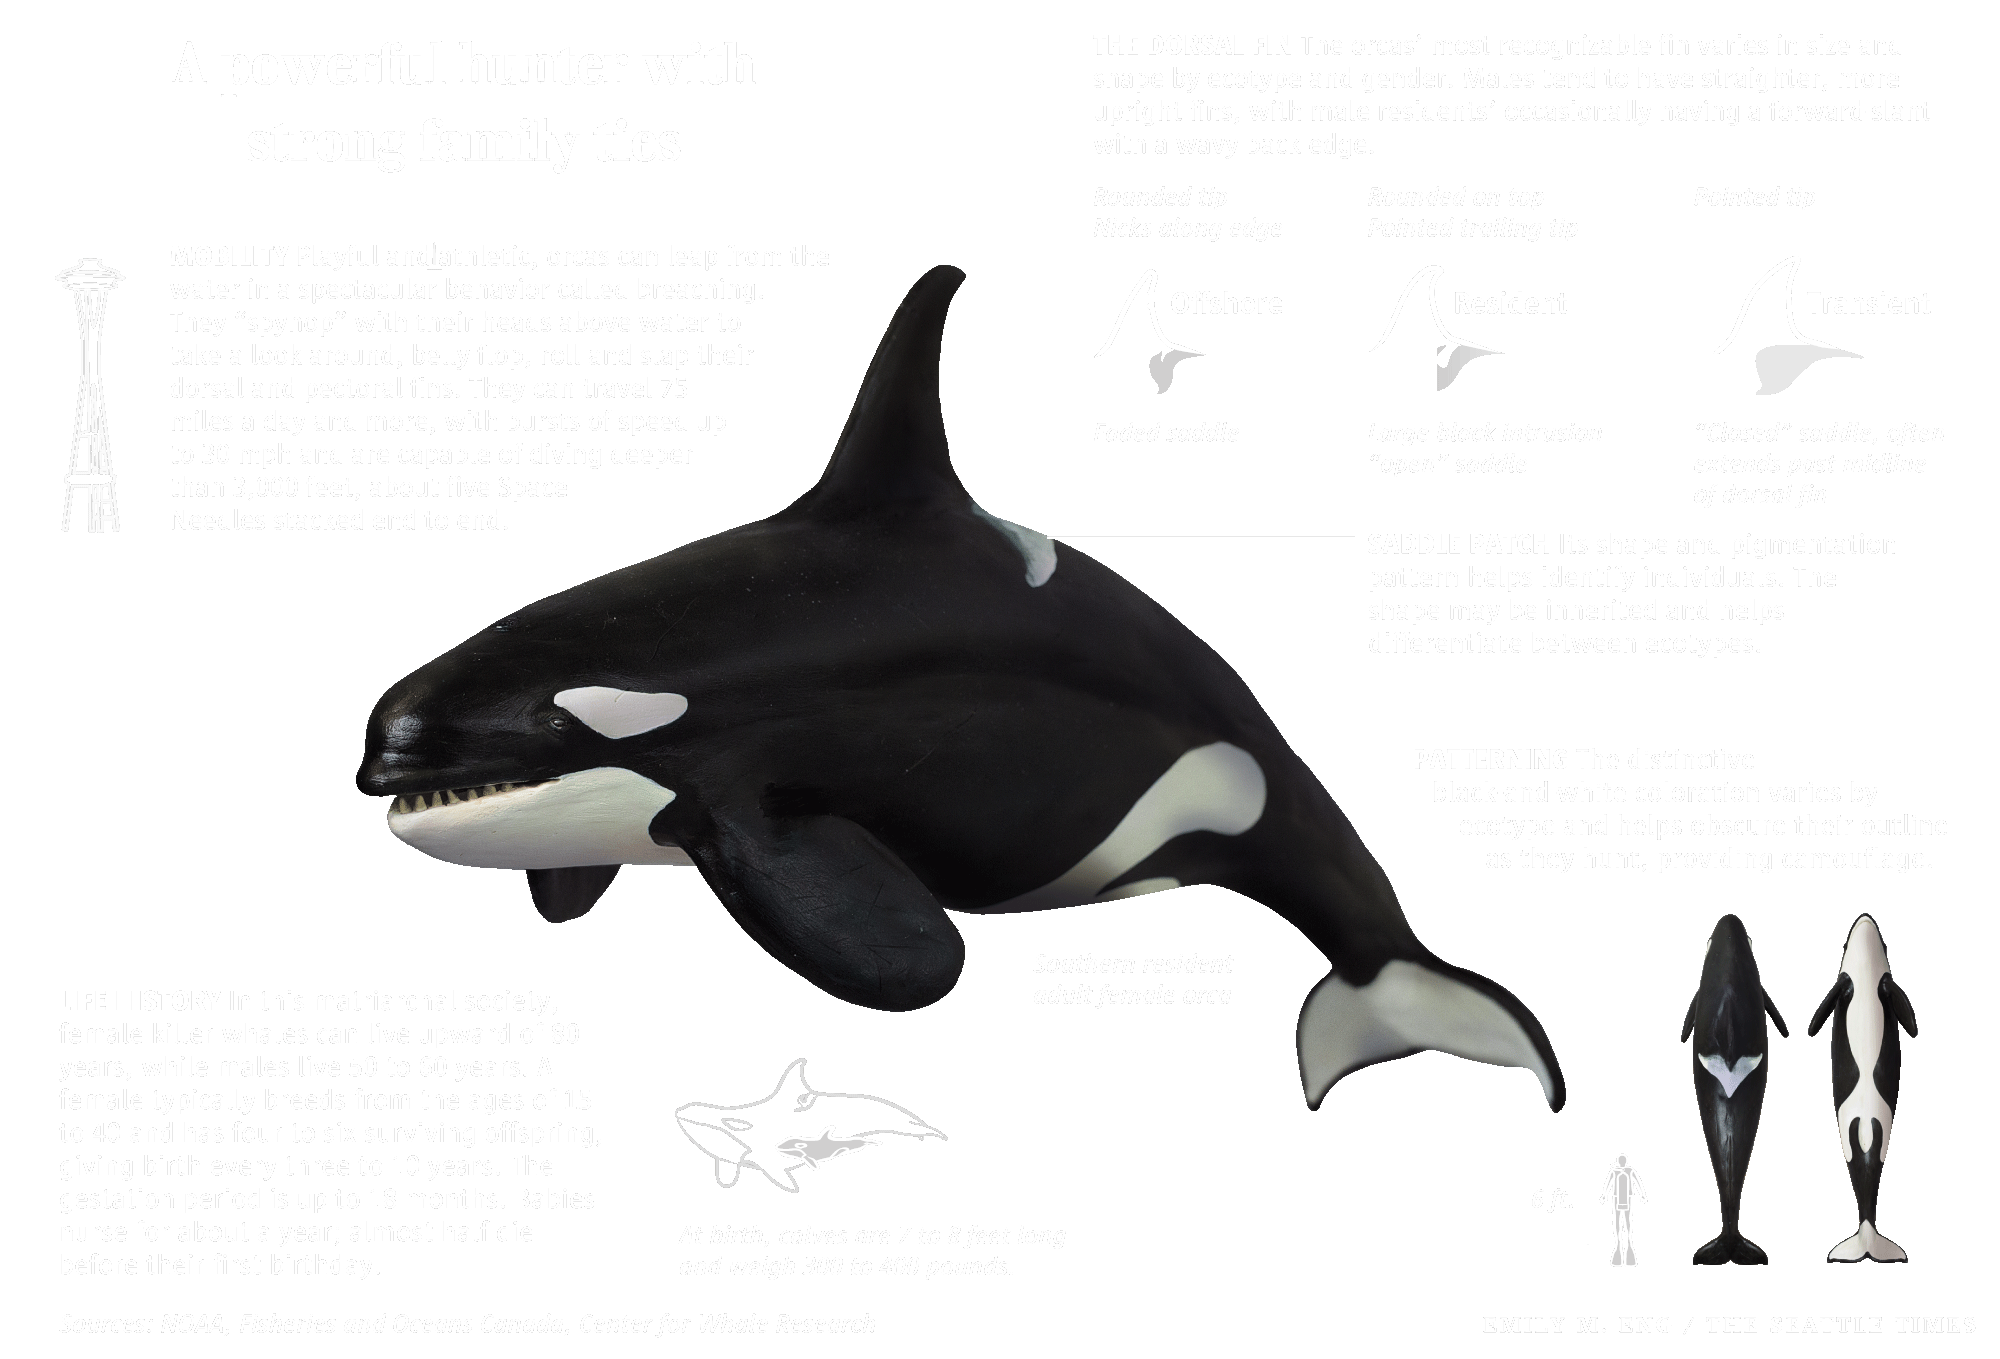 A powerful hunter with
strong family ties
MOBILITY Playful and athletic, orcas can leap from the
water in a spectacular behavior called breaching.
They “spyhop” with their heads above water to
take a look around, belly flop, roll and slap their
dorsal and pectoral fins. They can travel 75
miles a day and more, with bursts of speed up
to 30 mph and are capable of diving deeper
than 3,000 feet, about five Space
Needles stacked end to end.
THE DORSAL FIN The orcas’ most recognizable fin varies in size and
shape by ecotype and gender. Males tend to have straighter, more
upright fins, with male residents’ occasionally having a forward slant
with a wavy back edge.
Rounded tip
Nicks along edge
Rounded on top
Pointed trailing tip
Pointed tip
Offshore
Resident
Transient
Faded saddle
Large black intrusion
“open” saddle
“Closed” saddle, often
extends past midline
of dorsal fin
SADDLE PATCH Its shape and pigmentation
pattern helps identify individuals. The
shape may be inherited and helps
differentiate between ecotypes.
PATTERNING The distinctive
black-and-white coloration varies by
ecotype and helps obscure their outline
as they hunt, providing camouflage.
Southern resident
adult female orca
LIFE HISTORY In this matriarchal society,
female killer whales can live upward of 80
years, while males live 50 to 60 years. A
female typically breeds from the ages of 15
to 40 and has four to six surviving offspring,
giving birth every three to 10 years. The
gestation period is up to 18 months. Babies
nurse for about a year, almost half die
before their first birthday.
At birth, calves are 7 to 8 feet long
and weigh 300 to 400 pounds.
6 ft.
Sources: NOAA, Fisheries and Oceans Canada, Center for Whale Research
EMILY M. ENG / THE SEATTLE TIMES